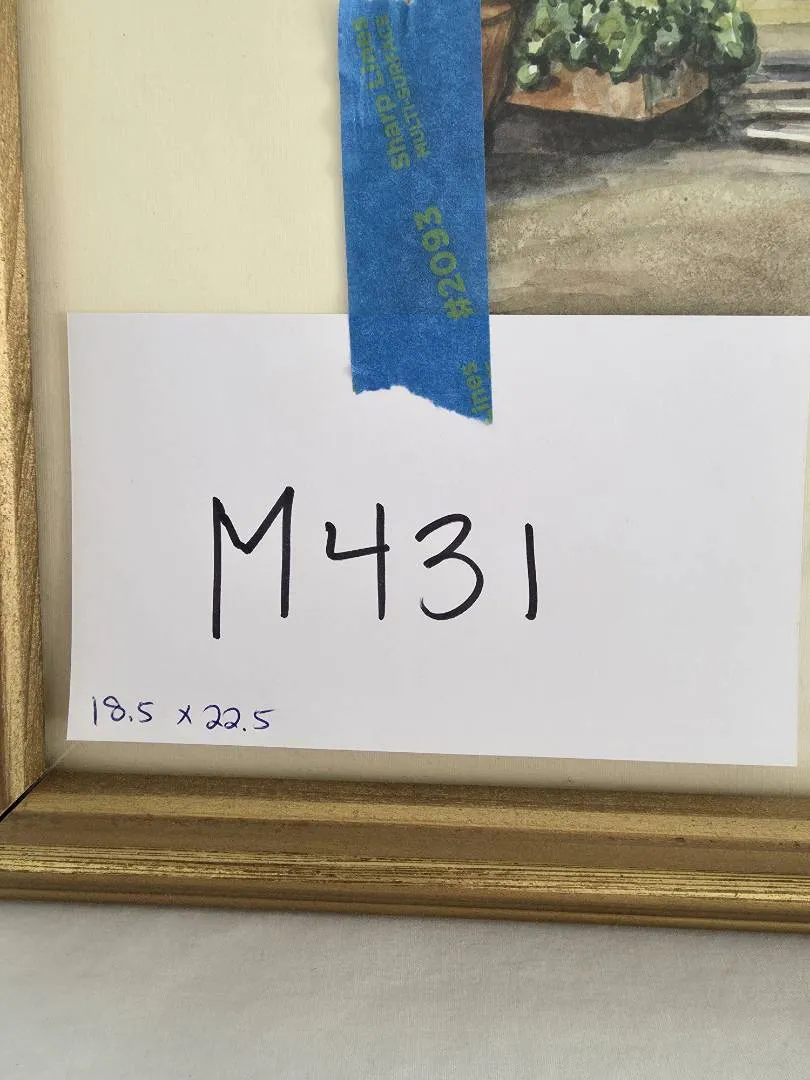 Sharp Lines
MULTI-SURFACE
#2093
Lines
M431
18.5 x 22.5